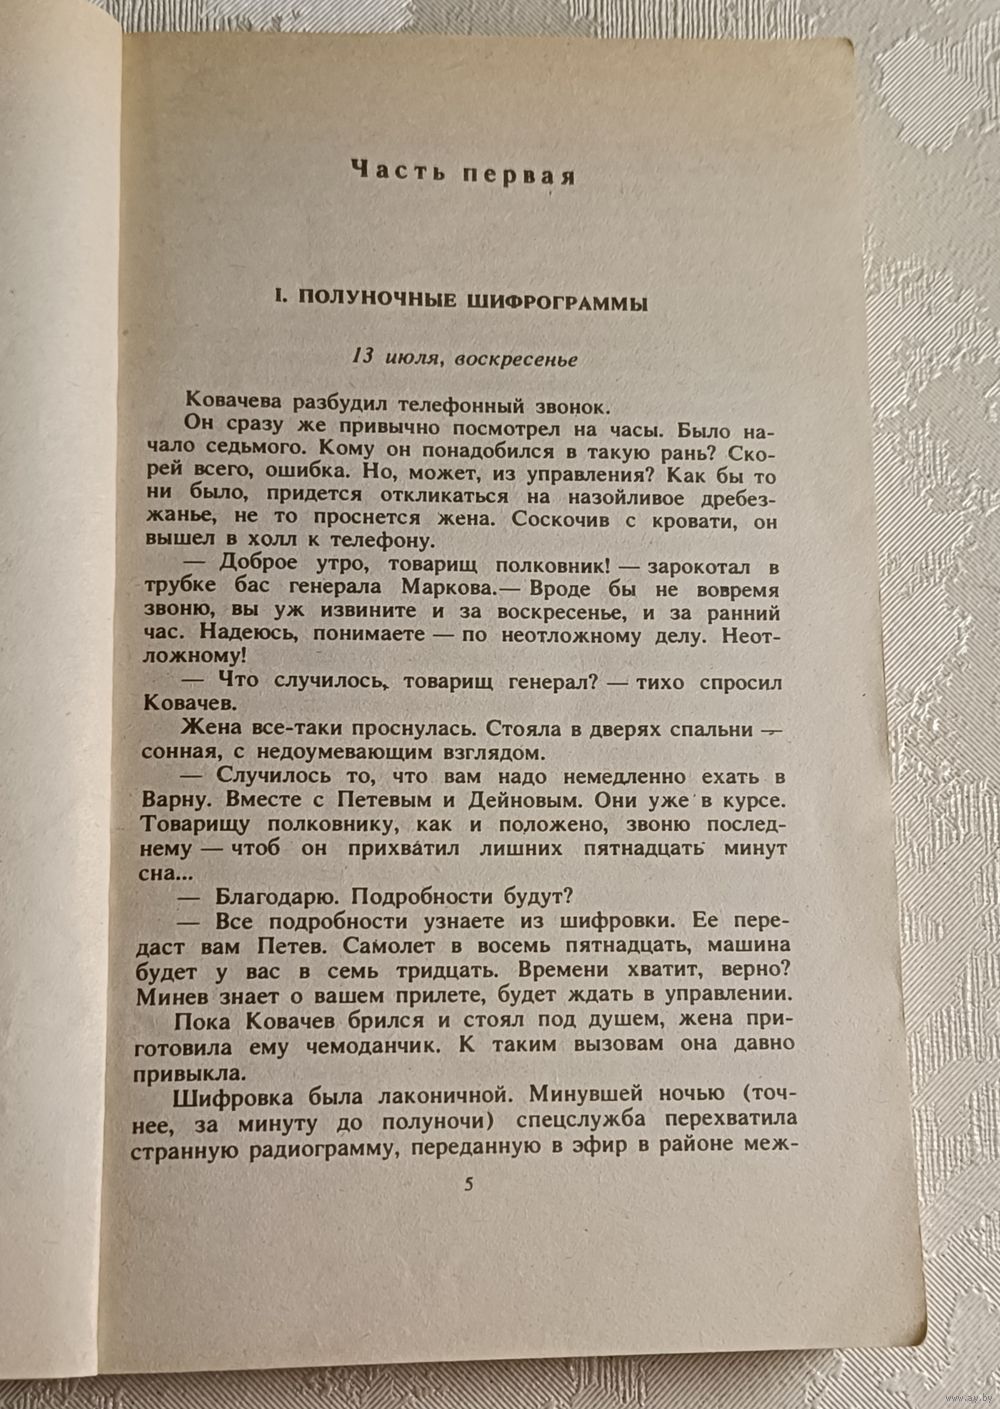 Часть первая
I. ПОЛУНОЧНЫЕ ШИФРОГРАММЫ
13 июля, воскресенье
Ковачева разбудил телефонный звонок.
Он сразу же привычно посмотрел на часы. Было на-
чало седьмого. Кому он понадобился в такую рань? Ско-
рей всего, ошибка. Но, может, из управления? Как бы то
ни было, придется откликаться на назойливое дребез-
жанье, не то проснется жена. Соскочив с кровати, он
вышел в холл к телефону.
— Доброе утро, товарищ полковник! — зарокотал в
трубке бас генерала Маркова.— Вроде бы не вовремя
звоню, вы уж извините и за воскресенье, и за ранний
час. Надеюсь, понимаете — по неотложному делу. Неот-
ложному!
— Что случилось, товарищ генерал? — тихо спросил
Ковачев.
Жена все-таки проснулась. Стояла в дверях спальни —
сонная, с недоумевающим взглядом.
— Случилось то, что вам надо немедленно ехать в
Варну. Вместе с Петевым и Дейновым. Они уже в курсе.
Товарищу полковнику, как и положено, звоню послед-
нему — чтоб он прихватил лишних пятнадцать минут
сна...
— Благодарю. Подробности будут?
— Все подробности узнаете из шифровки. Ее пере-
даст вам Петев. Самолет в восемь пятнадцать, машина
будет у вас в семь тридцать. Времени хватит, верно?
Минев знает о вашем прилете, будет ждать в управлении.
Пока Ковачев брился и стоял под душем, жена при-
готовила ему чемоданчик. К таким вызовам она давно
привыкла.
Шифровка была лаконичной. Минувшей ночью (точ-
нее, за минуту до полуночи) спецслужба перехватила
странную радиограмму, переданную в эфир в районе меж-
5
www.ay.by